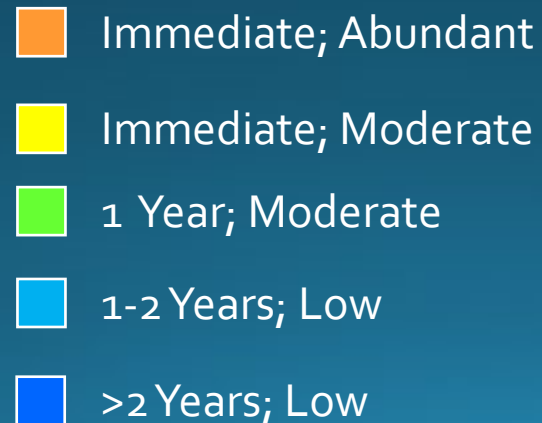 Immediate; Abundant
Immediate; Moderate
1 Year; Moderate
1-2 Years; Low
>2 Years; Low